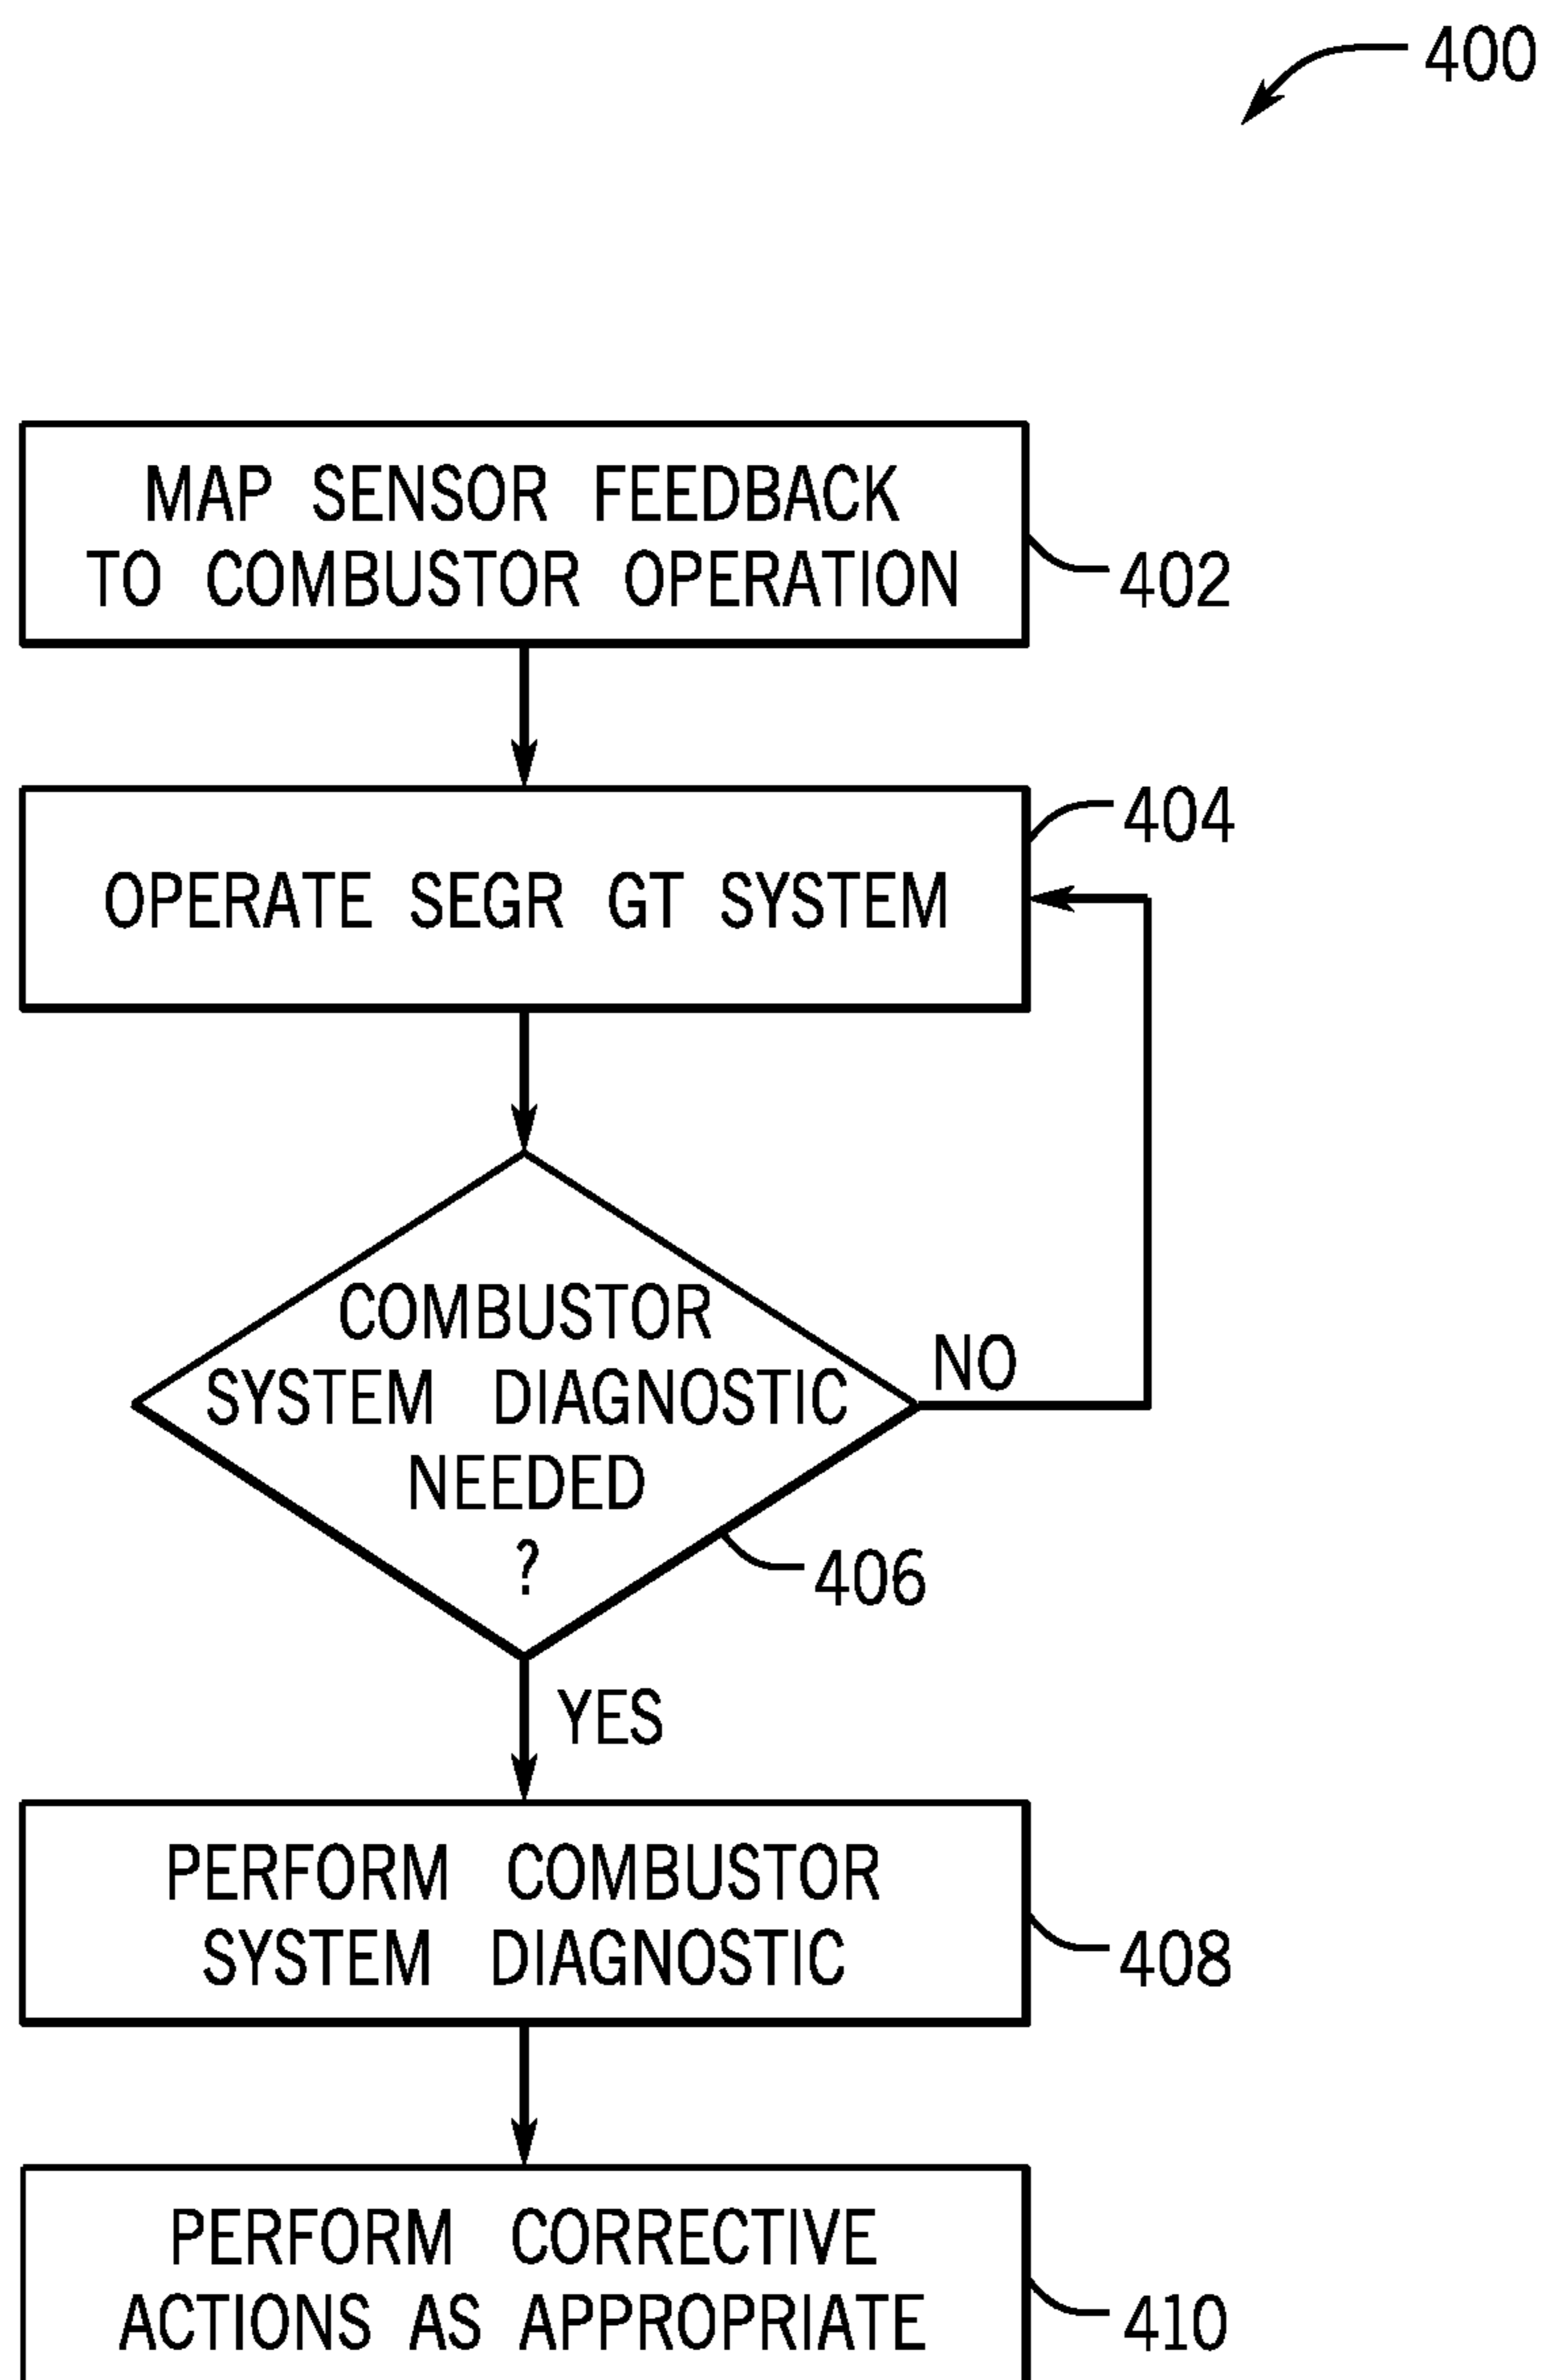 400
MAP SENSOR FEEDBACK
TO COMBUSTOR OPERATION
402
404
OPERATE SEGR GT SYSTEM
COMBUSTOR
SYSTEM DIAGNOSTIC
NEEDED
?
NO
406
YES
PERFORM COMBUSTOR
SYSTEM DIAGNOSTIC
408
PERFORM CORRECTIVE
ACTIONS AS APPROPRIATE
410